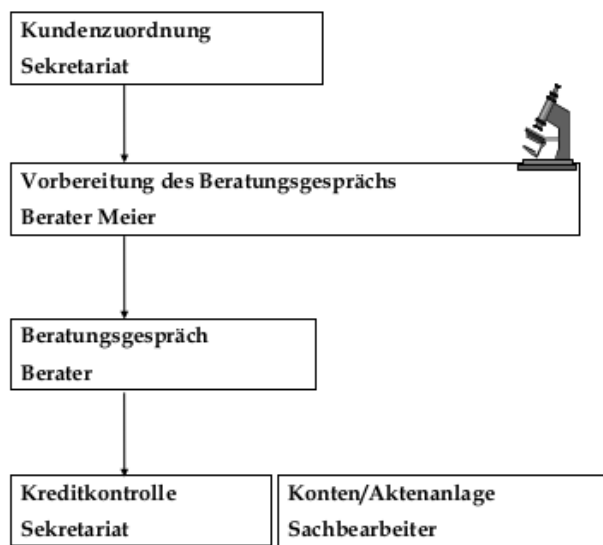 Kundenzuordnung
Sekretariat
Vorbereitung des Beratungsgesprächs
Berater Meier
Beratungsgespräch
Berater
Kreditkontrolle
Sekretariat
Konten/Aktenanlage
Sachbearbeiter